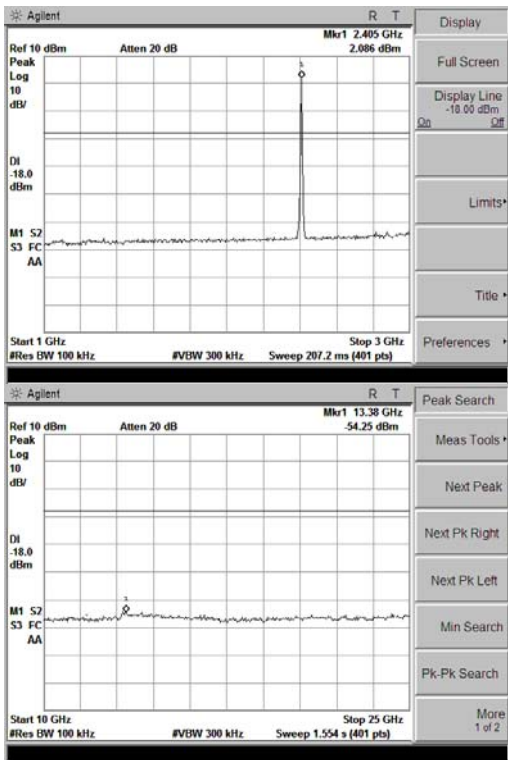 Agilent R T
Mkr1 2.405 GHz
Ref 10 dBm Atten 20 dB 2.086 dBm
Peak
Log
10
dB/
1
DI
-18.0
dBm
M1 S2
S3 FC
AA
Start 1 GHz Stop 3 GHz
#Res BW 100 kHz #VBW 300 kHz Sweep 207.2 ms (401 pts)
Display
Full Screen
Display Line
-18.00 dBm
On Off
Limits
Title
Preferences
Agilent R T
Mkr1 13.38 GHz
Ref 10 dBm Atten 20 dB -54.25 dBm
Peak
Log
10
dB/
DI
-18.0
dBm
1
M1 S2
S3 FC
AA
Start 10 GHz Stop 25 GHz
#Res BW 100 kHz #VBW 300 kHz Sweep 1.554 s (401 pts)
Peak Search
Meas Tools
Next Peak
Next Pk Right
Next Pk Left
Min Search
Pk-Pk Search
More
1 of 2